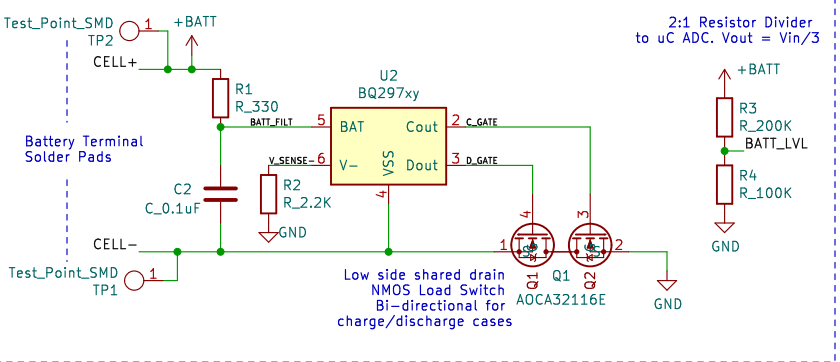 Test_Point_SMD
TP2
1
+BATT
CELL+
R1
R_330
BATT_FILT
U2
BQ297xy
5
BAT
Cout
2
C_GATE
V_SENSE-
6
V-
VSS
Dout
3
D_GATE
4
Battery Terminal
Solder Pads
C2
C_0.1uF
R2
R_2.2K
GND
CELL-
Test_Point_SMD
TP1
1
1
4
3
2
Q1
Q1
Q2
AOCA32116E
GND
Low side shared drain
NMOS Load Switch
Bi-directional for
charge/discharge cases
2:1 Resistor Divider
to uC ADC. Vout = Vin/3
+BATT
R3
R_200K
BATT_LVL
R4
R_100K
GND